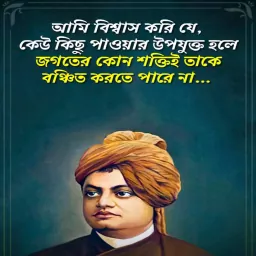 আমি বিশ্বাস করি যে,
কেউ কিছু পাওয়ার উপযুক্ত হলে
জগতের কোন শক্তিই তাকে
বঞ্চিত করতে পারে না...